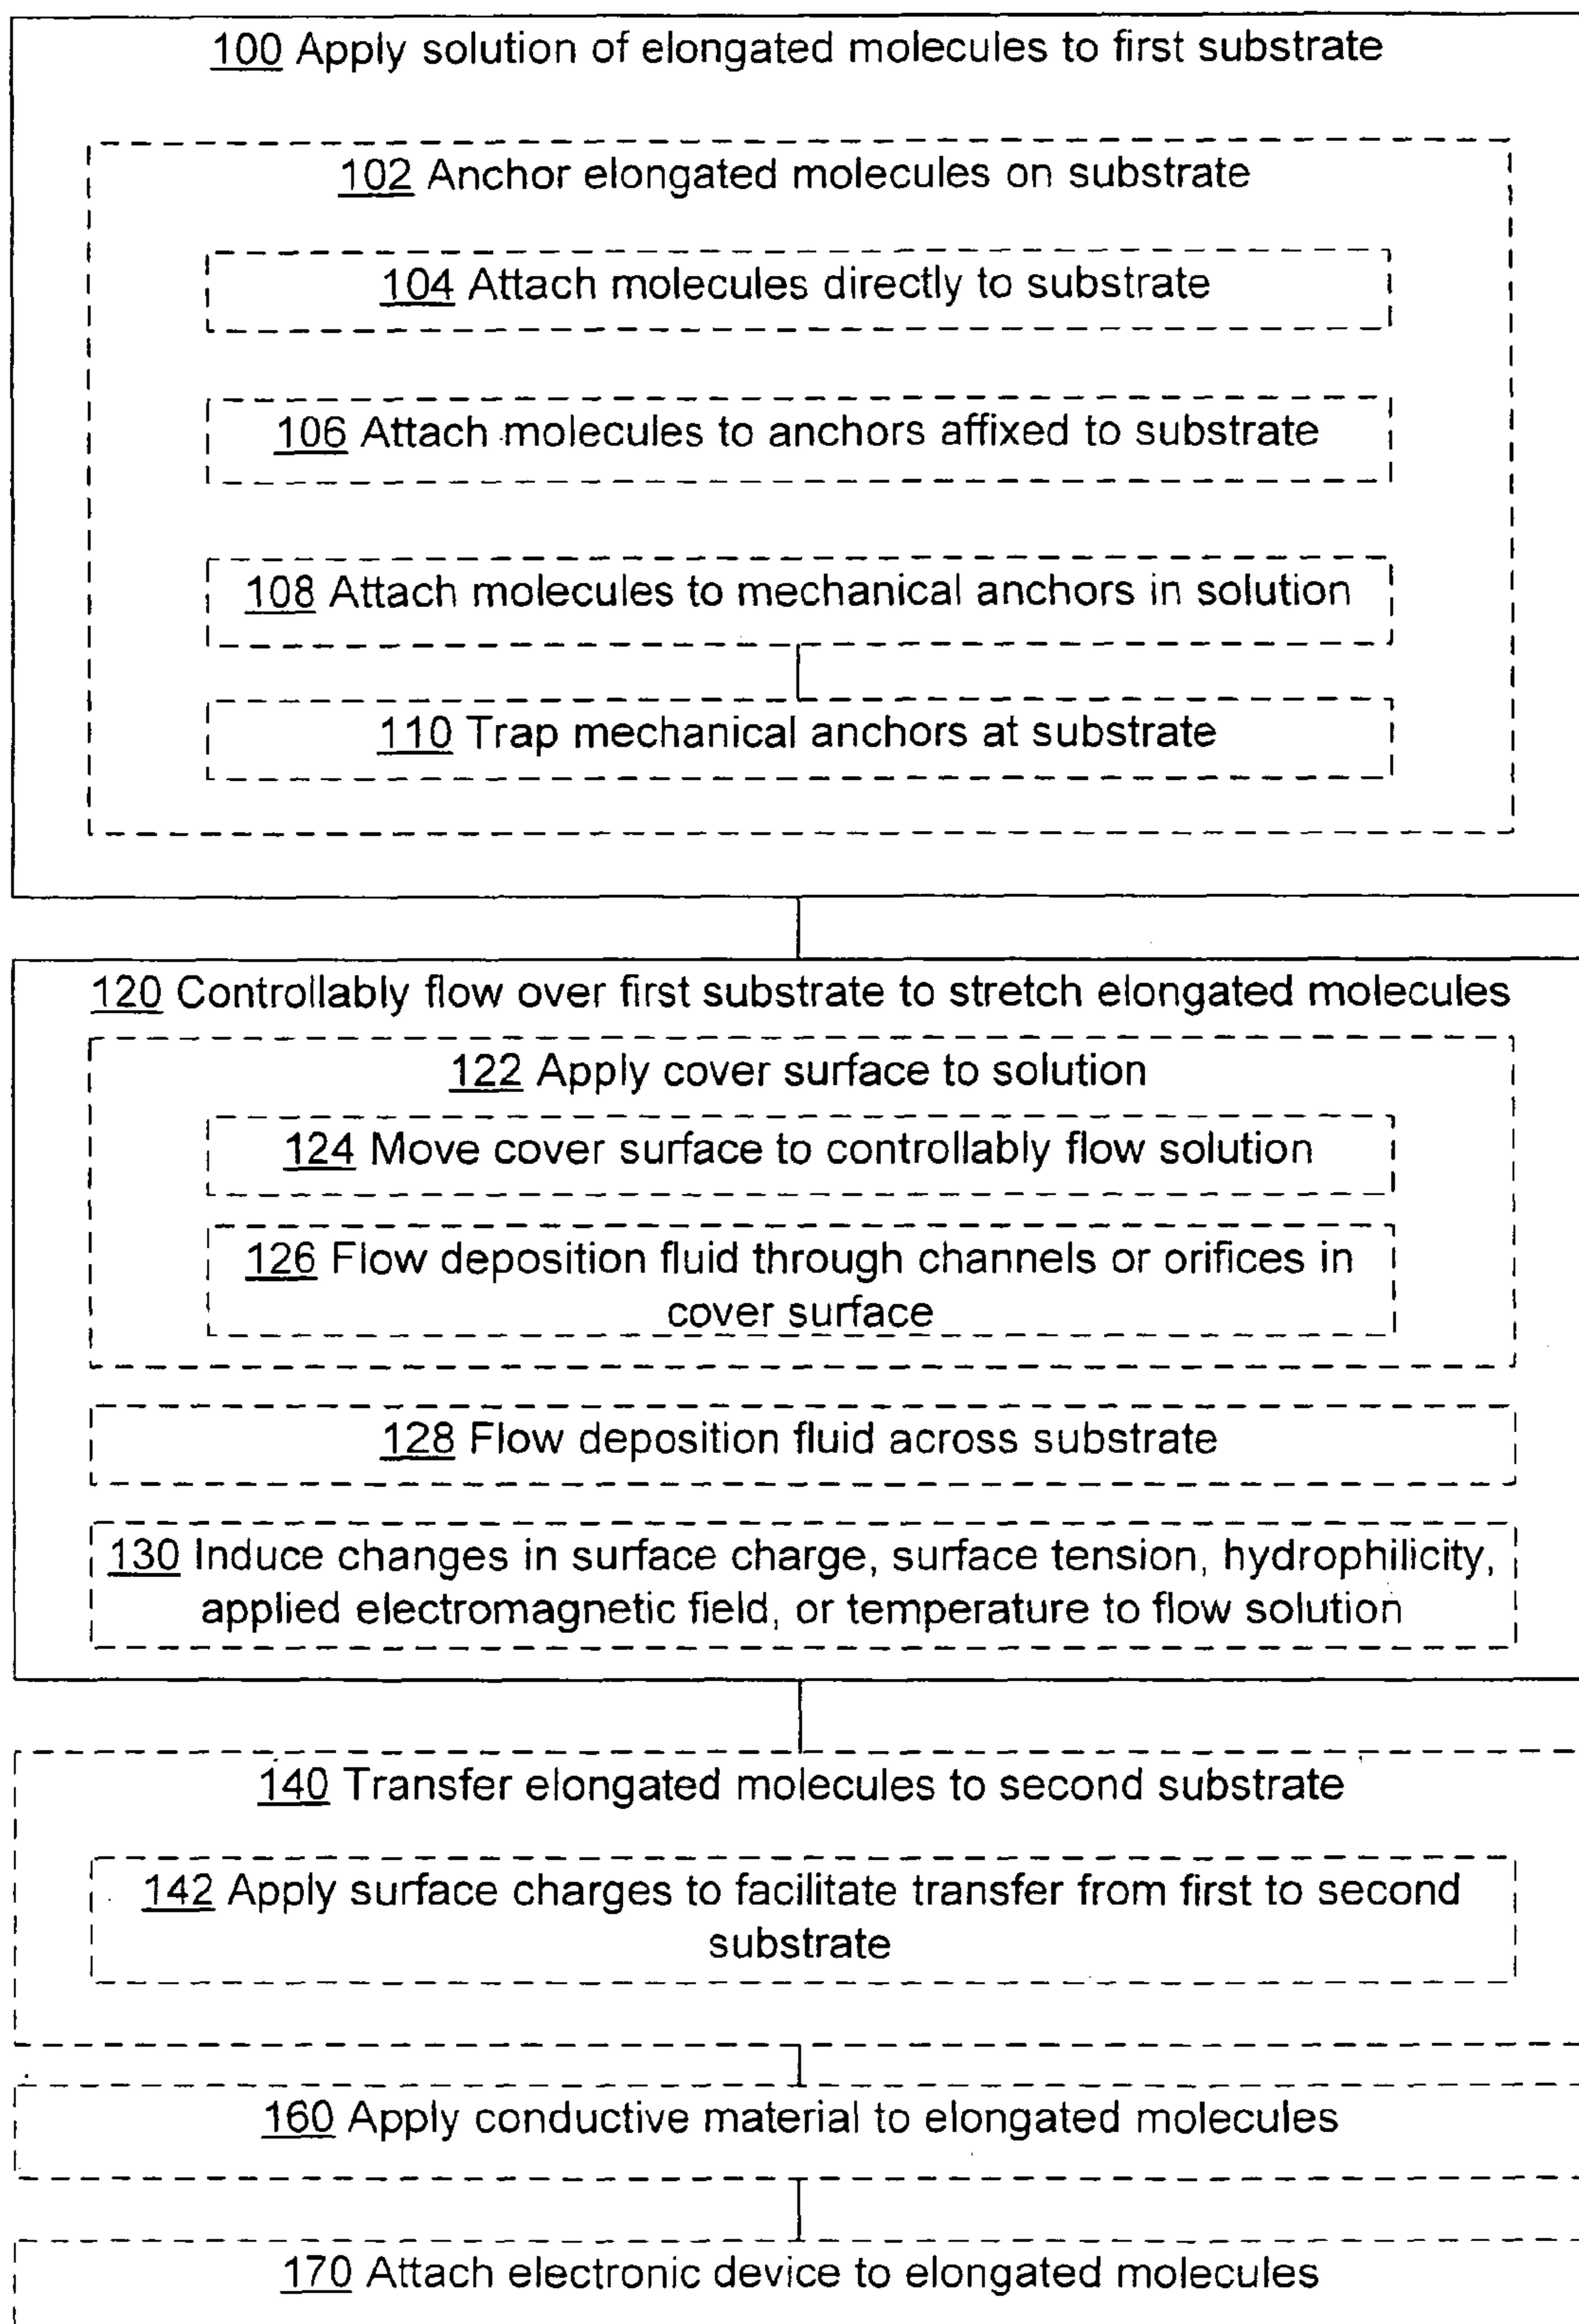 100 Apply solution of elongated molecules to first substrate
102 Anchor elongated molecules on substrate
104 Attach molecules directly to substrate
106 Attach molecules to anchors affixed to substrate
108 Attach molecules to mechanical anchors in solution
110 Trap mechanical anchors at substrate
120 Controllably flow over first substrate to stretch elongated molecules
122 Apply cover surface to solution
124 Move cover surface to controllably flow solution
126 Flow deposition fluid through channels or orifices in
cover surface
128 Flow deposition fluid across substrate
130 Induce changes in surface charge, surface tension, hydrophilicity,
applied electromagnetic field, or temperature to flow solution
140 Transfer elongated molecules to second substrate
142 Apply surface charges to facilitate transfer from first to second
substrate
160 Apply conductive material to elongated molecules
170 Attach electronic device to elongated molecules